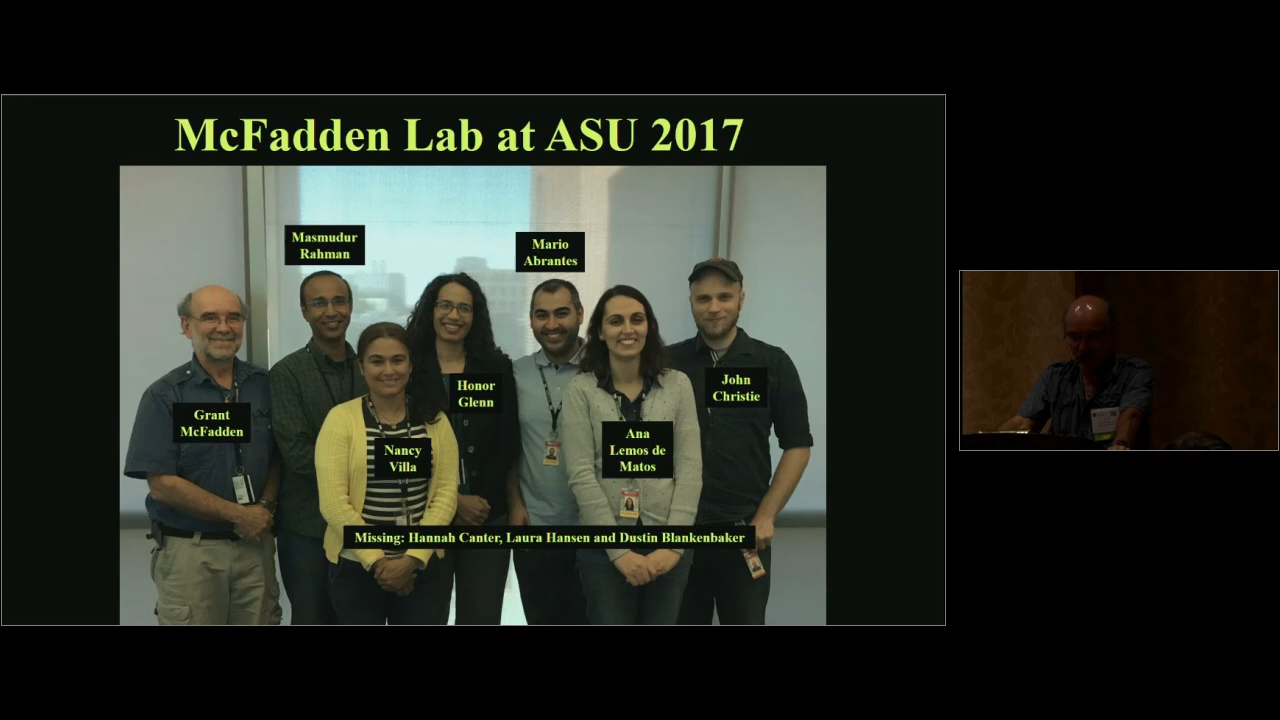 McFadden Lab at ASU 2017
Masmudur
Rahman
Mario
Abrantes
Honor
Glenn
John
Christie
Grant
McFadden
Nancy
Villa
Ana
Lemos de
Matos
Missing: Hannah Canter, Laura Hansen and Dustin Blankenbaker